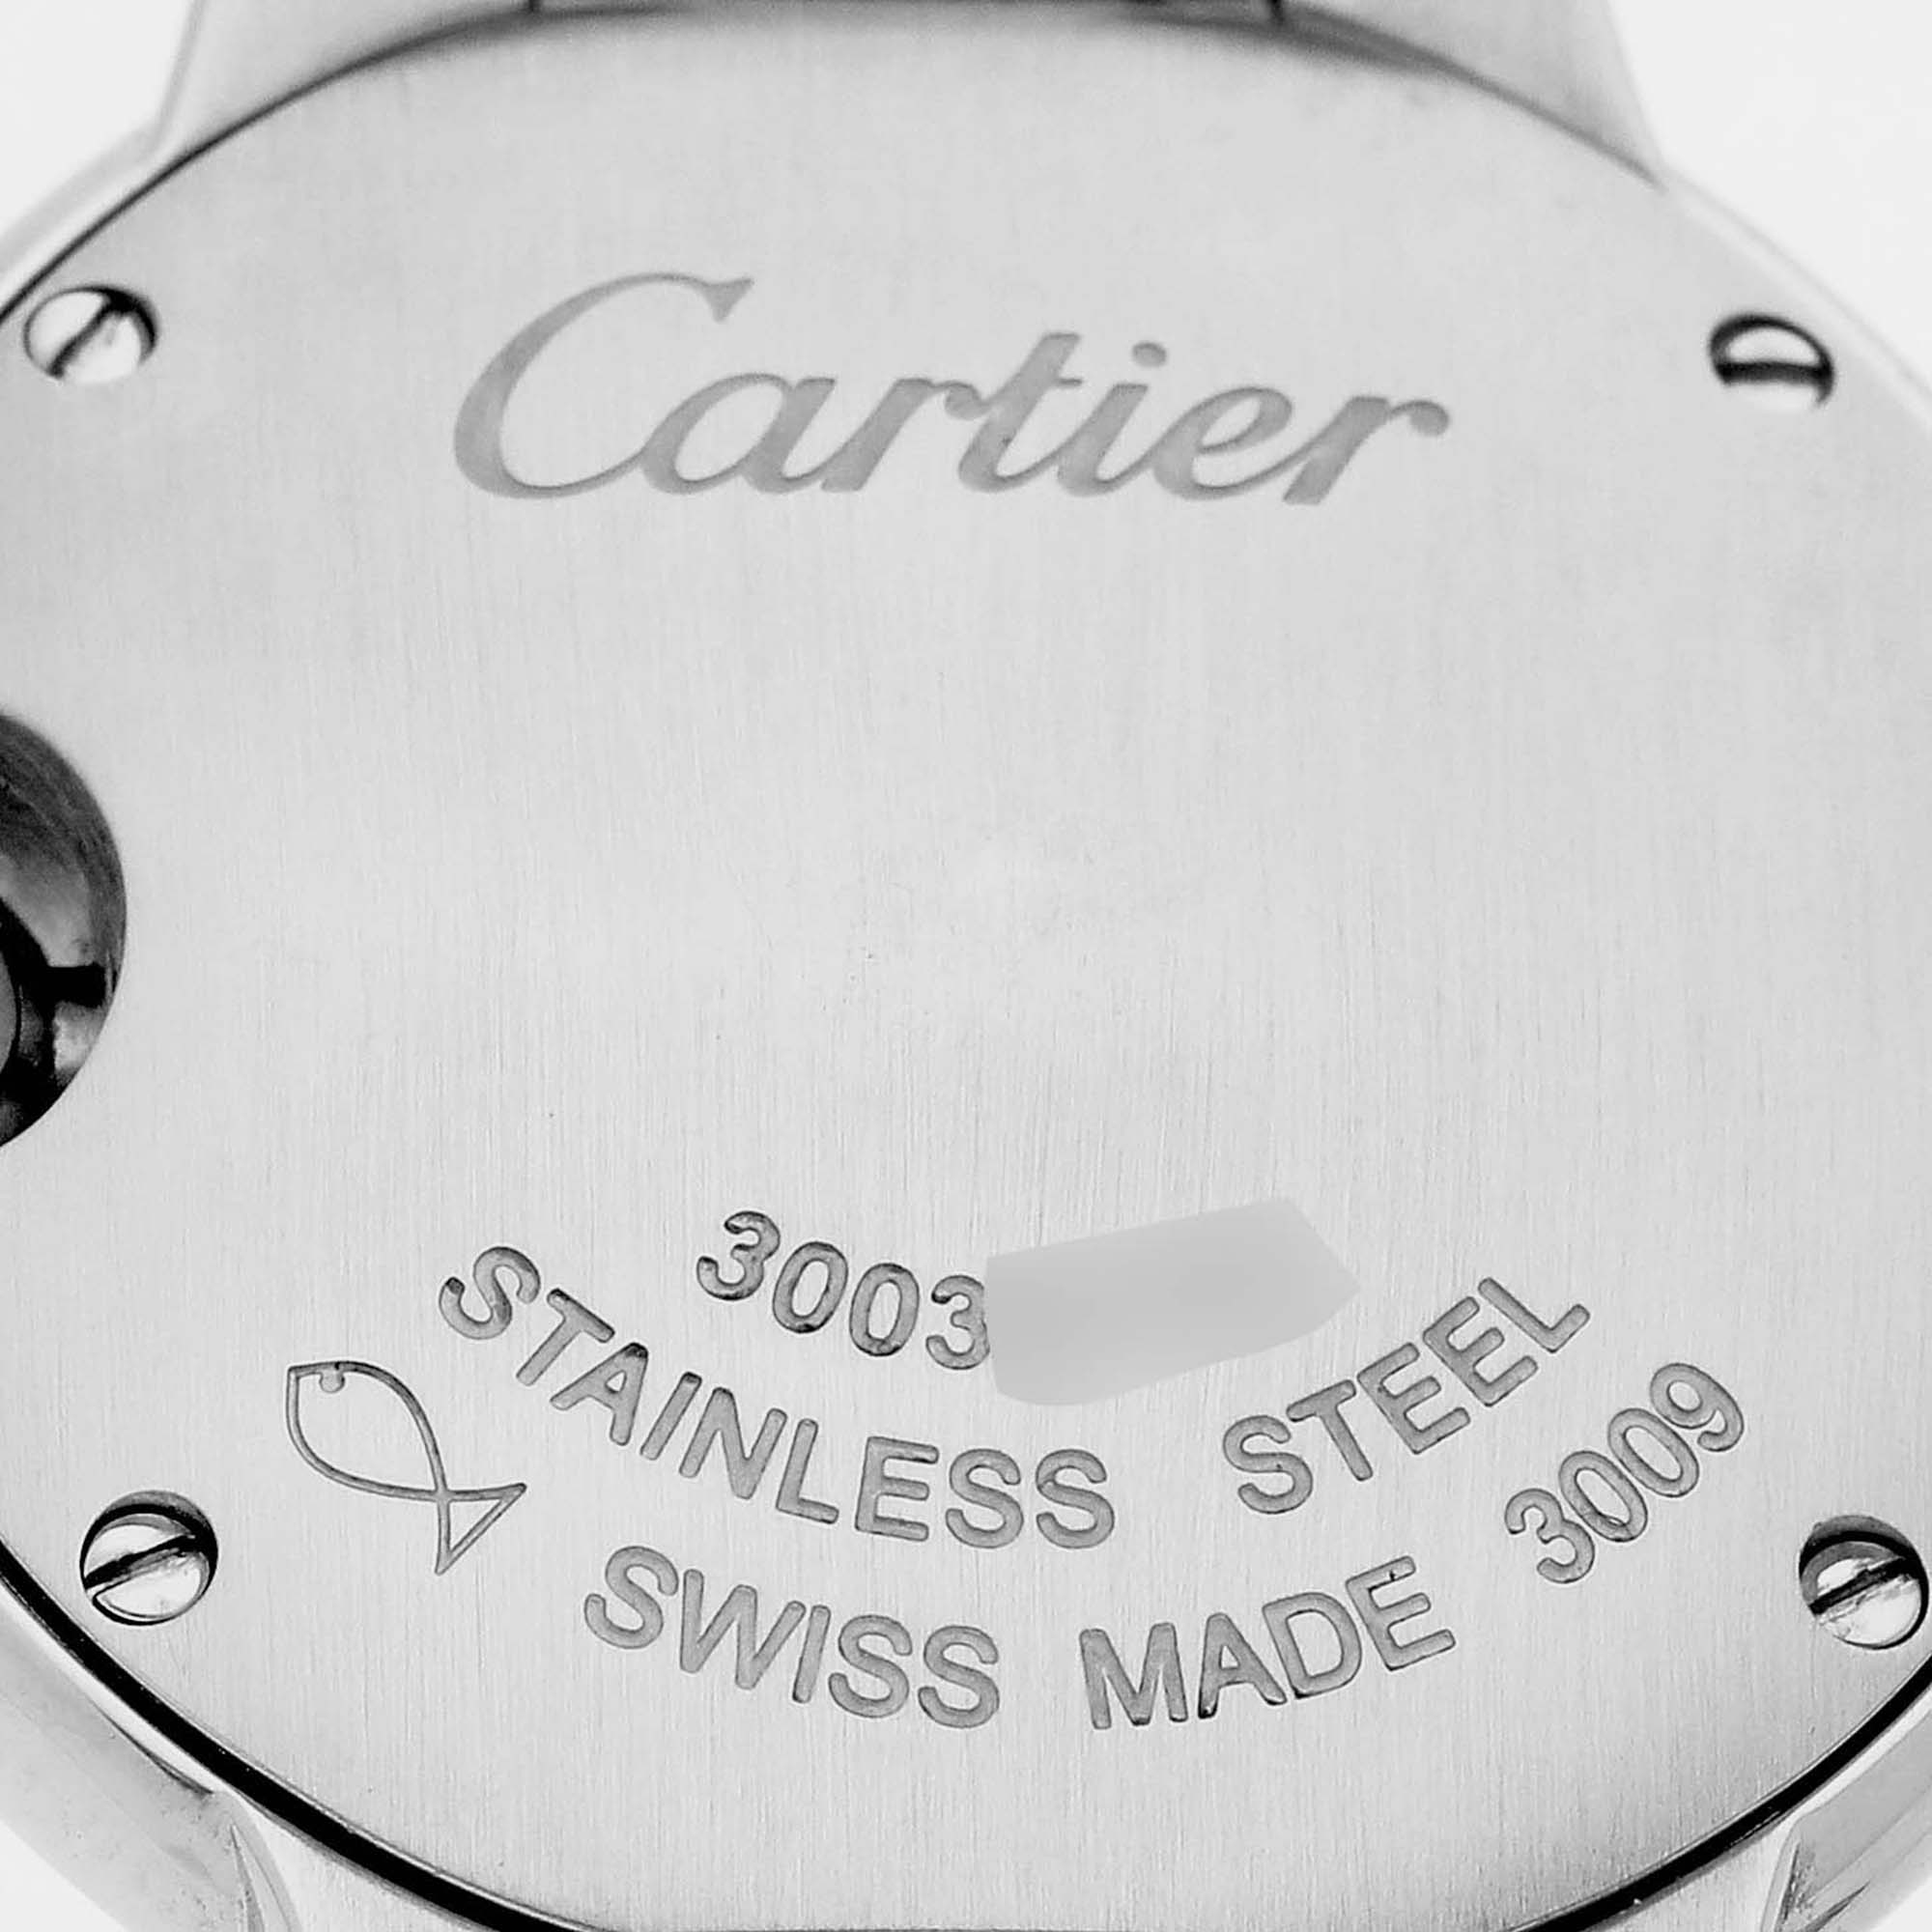 Cartier
3003
STAINLESS STEEL
SWISS MADE 3009